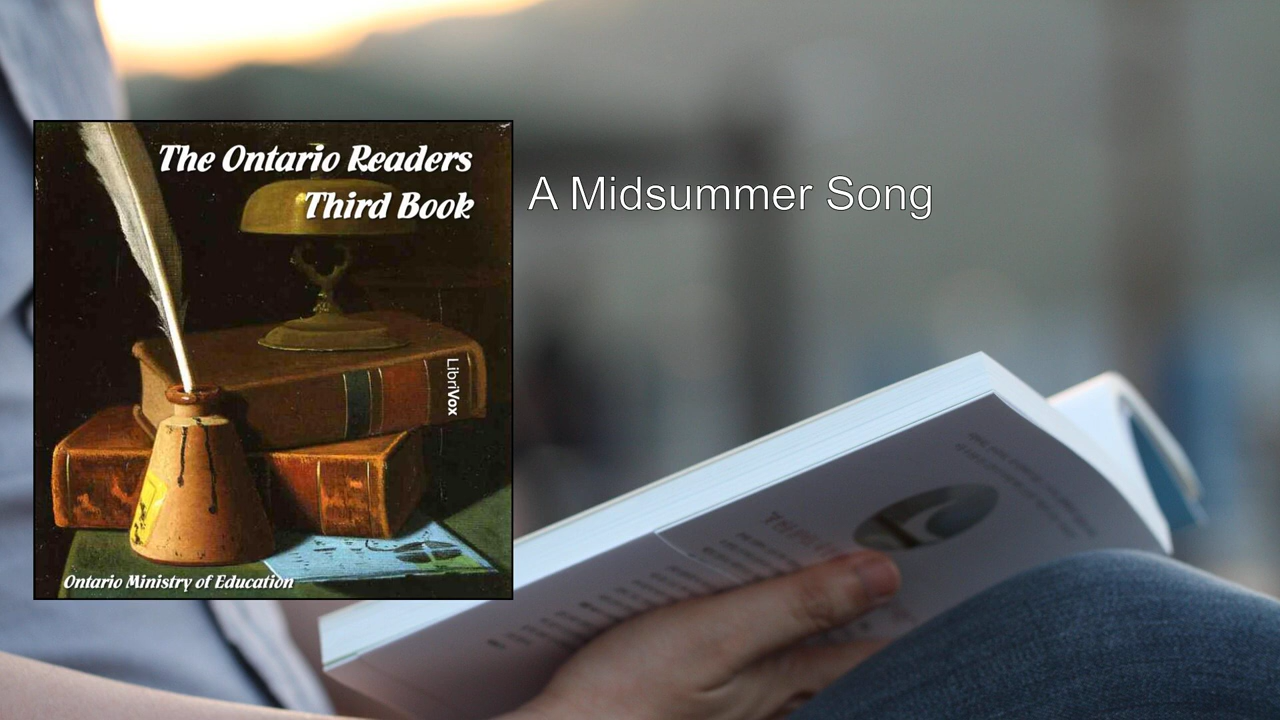 The Ontario Readers
Third Book
LibriVox
Ontario Ministry of Education
A Midsummer Song